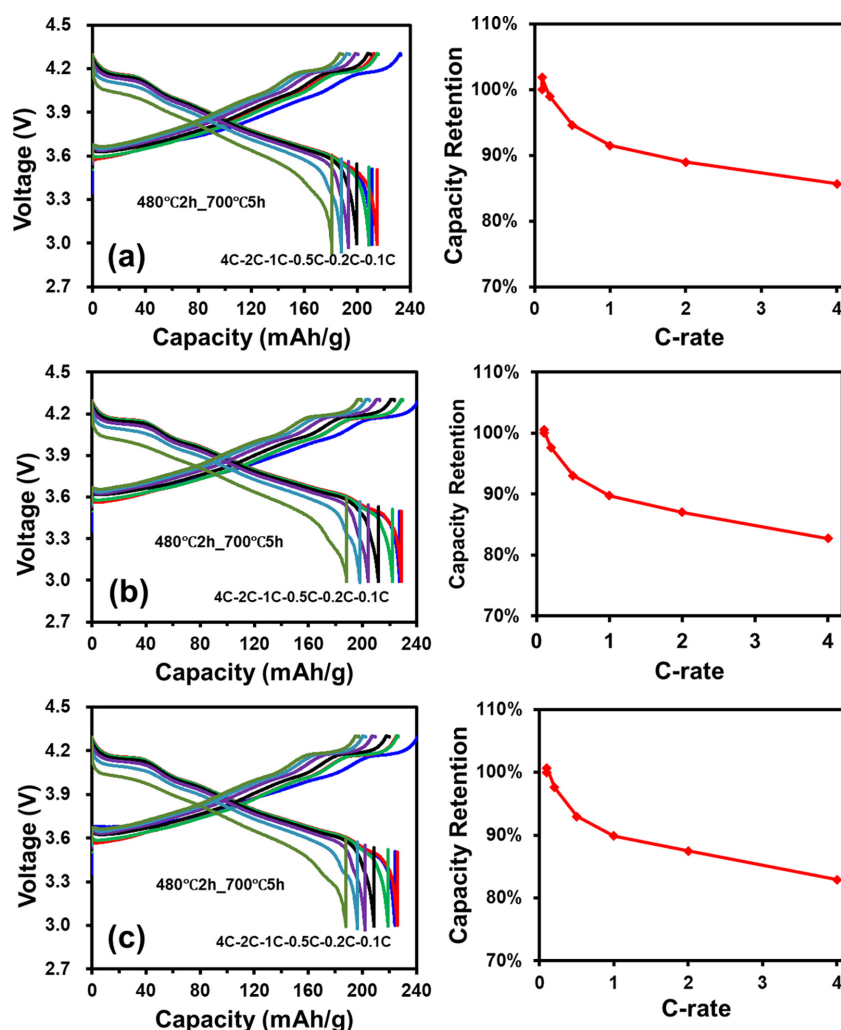 4.5
4.2
3.9
3.6
3.3
3.0
2.7
Voltage (V)
480℃2h_700℃5h
(a)
4C-2C-1C-0.5C-0.2C-0.1C
0 40 80 120 160 200 240
Capacity (mAh/g)
110%
100%
90%
80%
70%
Capacity Retention
0 1 2 3 4
C-rate
4.5
4.2
3.9
3.6
3.3
3.0
2.7
Voltage (V)
480℃2h_700℃5h
(b)
4C-2C-1C-0.5C-0.2C-0.1C
0 40 80 120 160 200 240
Capacity (mAh/g)
110%
100%
90%
80%
70%
Capacity Retention
0 1 2 3 4
C-rate
4.5
4.2
3.9
3.6
3.3
3.0
2.7
Voltage (V)
480℃2h_700℃5h
(c)
4C-2C-1C-0.5C-0.2C-0.1C
0 40 80 120 160 200 240
Capacity (mAh/g)
110%
100%
90%
80%
70%
Capacity Retention
0 1 2 3 4
C-rate